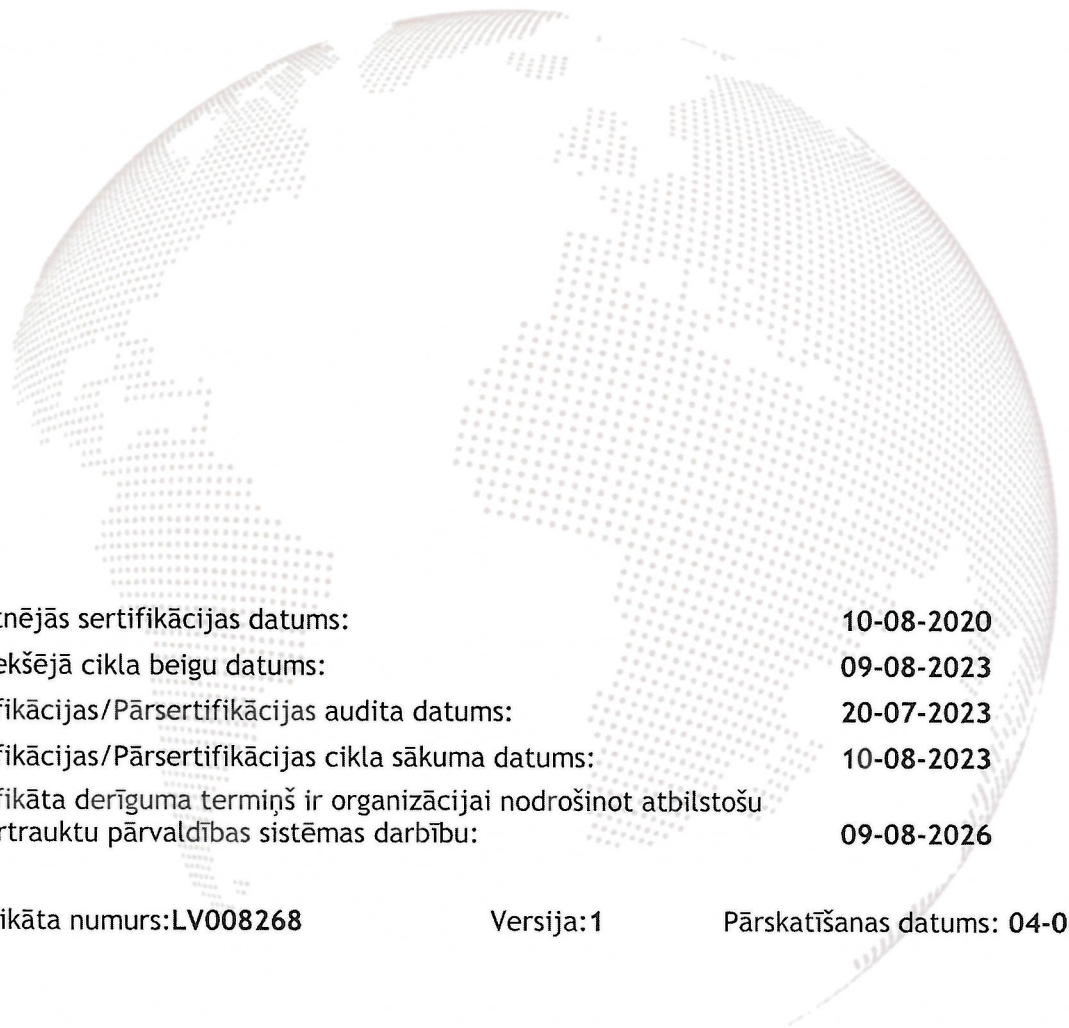 tnējās sertifikācijas datums: 10-08-2020
ekšējā cikla beigu datums: 09-08-2023
fikācijas/Pārsertifikācijas audita datums: 20-07-2023
fikācijas/Pārsertifikācijas cikla sākuma datums: 10-08-2023
fikāta derīguma termiņš ir organizācijai nodrošinot atbilstošu
rtrauktu pārvaldības sistēmas darbību: 09-08-2026
ikāta numurs:LV008268 Versija:1 Pārskatīšanas datums: 04-0